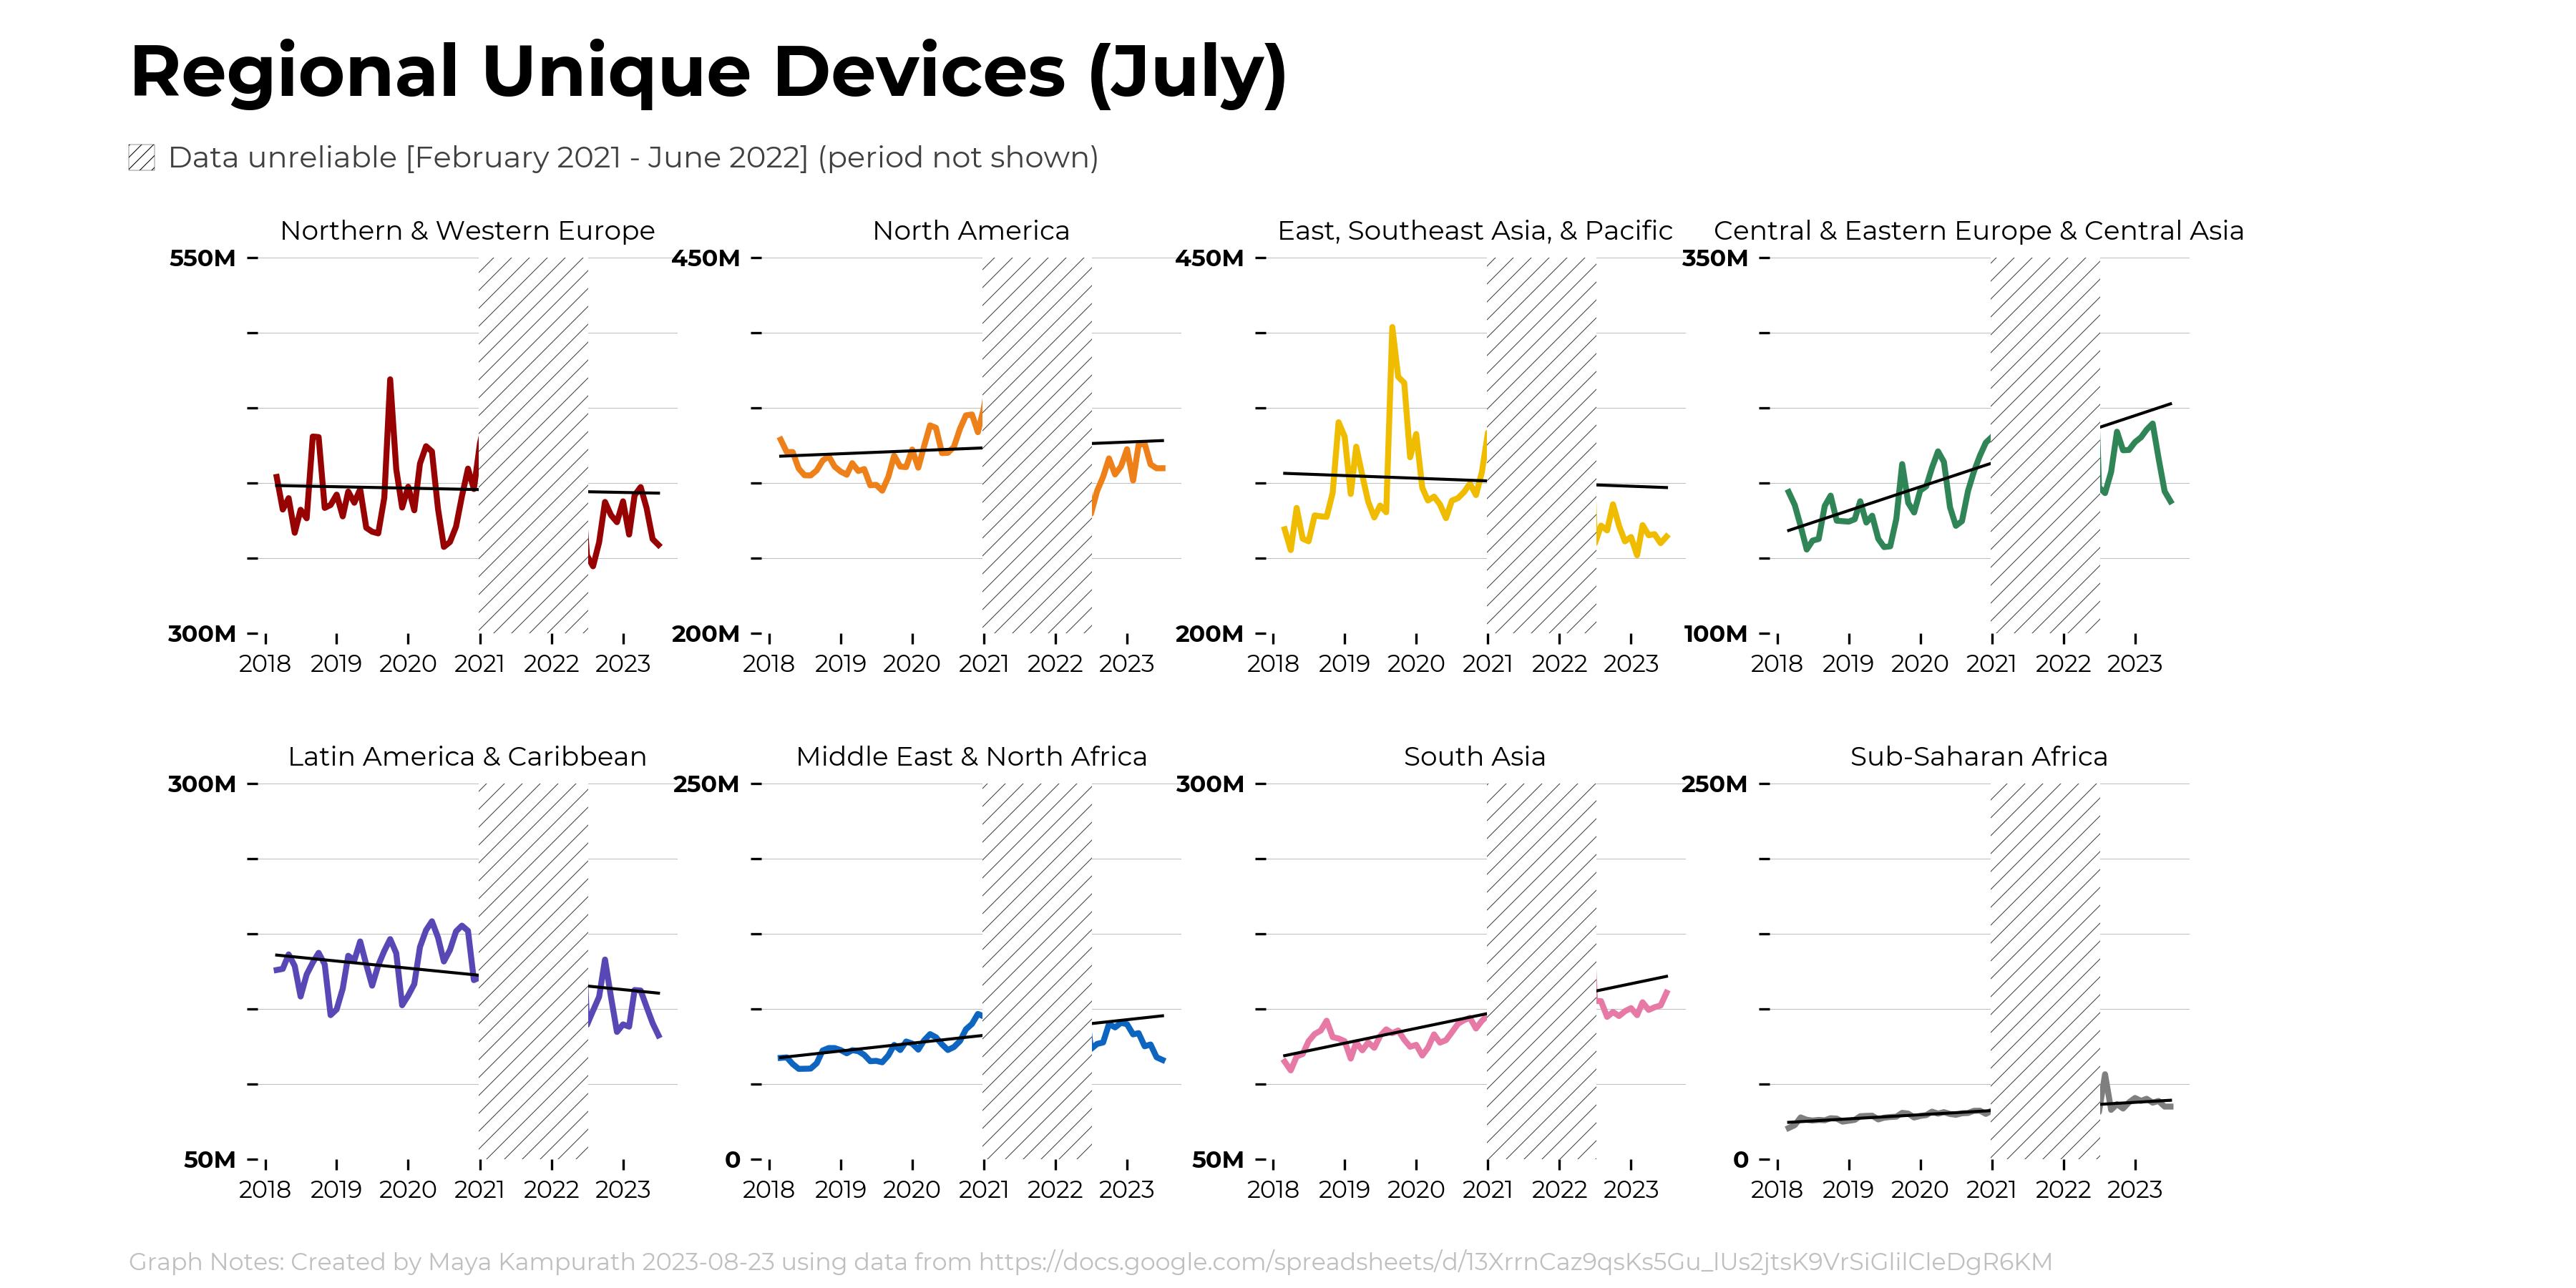 Regional Unique Devices (July)
Data unreliable [February 2021 - June 2022] (period not shown)
Northern & Western Europe
550M
300M
2018 2019 2020 2021 2022 2023
North America
450M
200M
2018 2019 2020 2021 2022 2023
East, Southeast Asia, & Pacific
450M
200M
2018 2019 2020 2021 2022 2023
Central & Eastern Europe & Central Asia
350M
100M
2018 2019 2020 2021 2022 2023
Latin America & Caribbean
300M
50M
2018 2019 2020 2021 2022 2023
Middle East & North Africa
250M
0
2018 2019 2020 2021 2022 2023
South Asia
300M
50M
2018 2019 2020 2021 2022 2023
Sub-Saharan Africa
250M
0
2018 2019 2020 2021 2022 2023
Graph Notes: Created by Maya Kampurath 2023-08-23 using data from https://docs.google.com/spreadsheets/d/13XrrnCaz9qsKs5Gu_lUs2jtsK9VrSiGlilCleDgR6KM